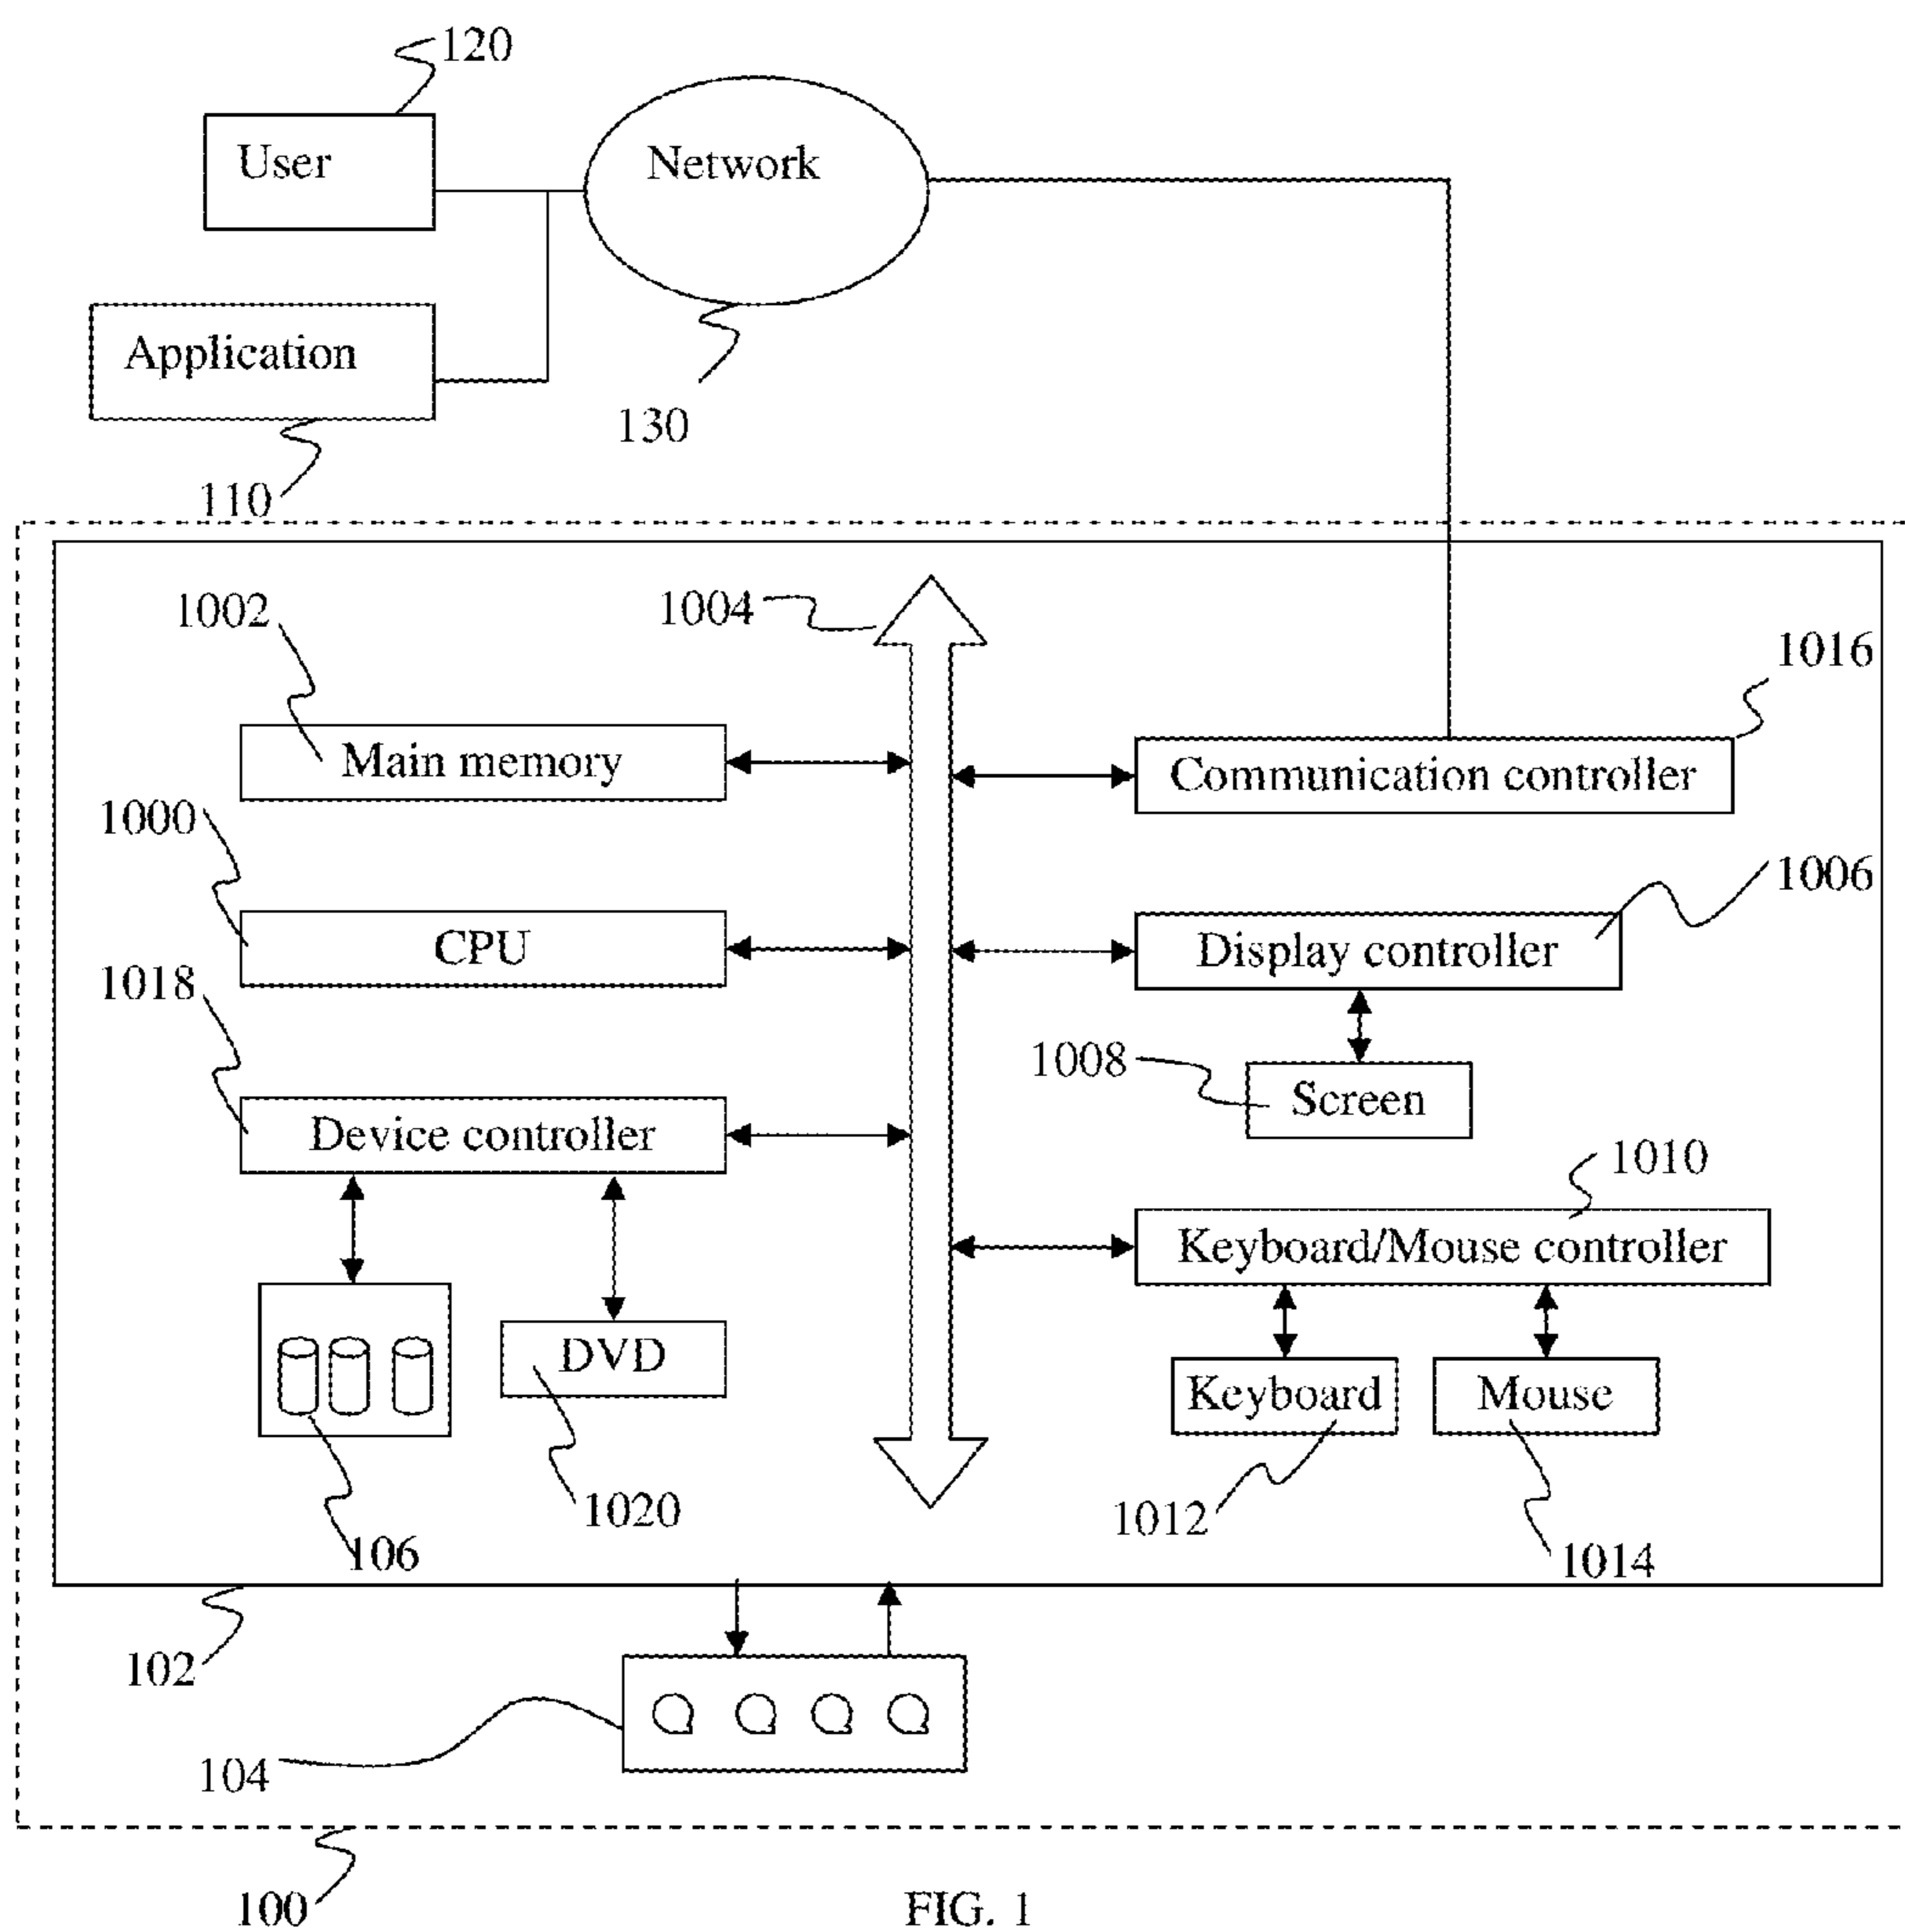 120
User
Network
Application
130
110
1002
1004
1016
Main memory
Communication controller
1000
1006
CPU
Display controller
1018
1008
Screen
Device controller
1010
Keyboard/Mouse controller
DVD
Keyboard
Mouse
1020
1012
106
1014
102
104
100
FIG. 1